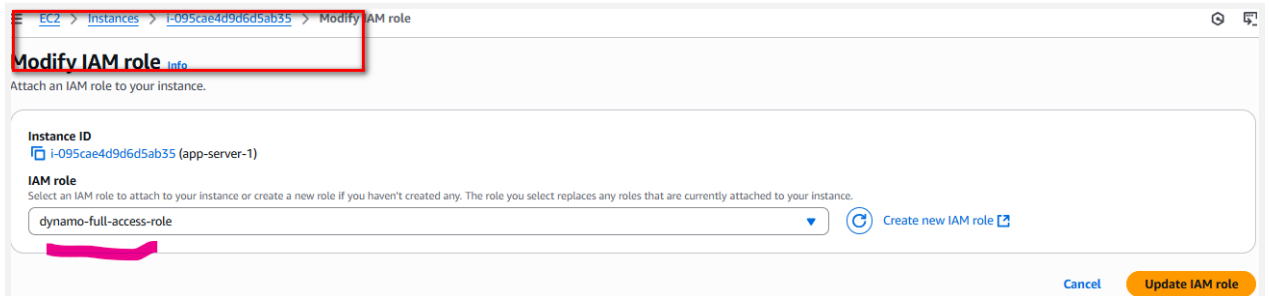 EC2 > Instances > i-095cae4d9d6d5ab35 > Modify IAM role
Modify IAM role Info
Attach an IAM role to your instance.
Instance ID
i-095cae4d9d6d5ab35 (app-server-1)
IAM role
Select an IAM role to attach to your instance or create a new role if you haven't created any. The role you select replaces any roles that are currently attached to your instance.
dynamo-full-access-role
Create new IAM role
Cancel Update IAM role